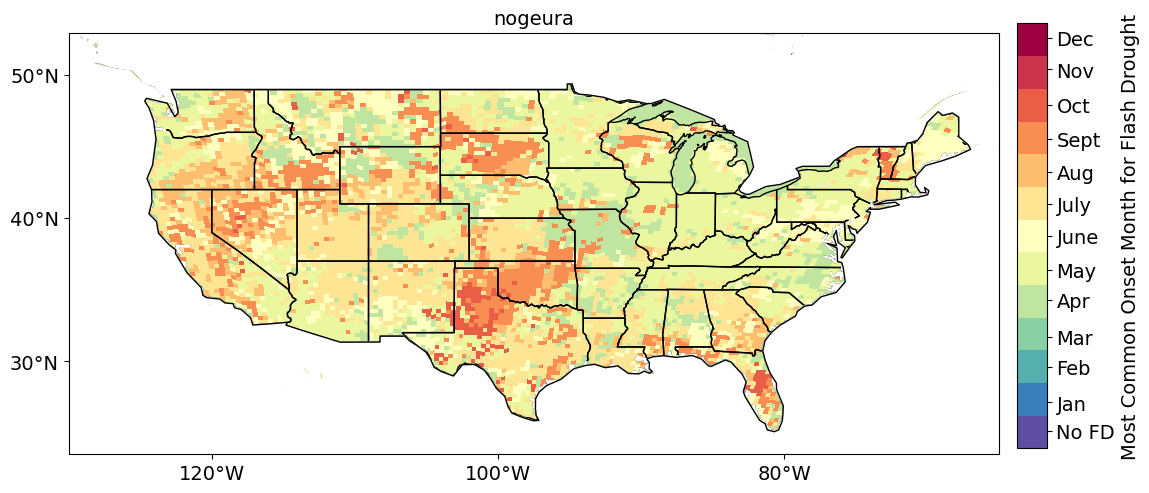 nogeura
50°N
40°N
30°N
120°W
100°W
80°W
Dec
Nov
Oct
Sept
Aug
July
June
May
Apr
Mar
Feb
Jan
No FD
Most Common Onset Month for Flash Drought